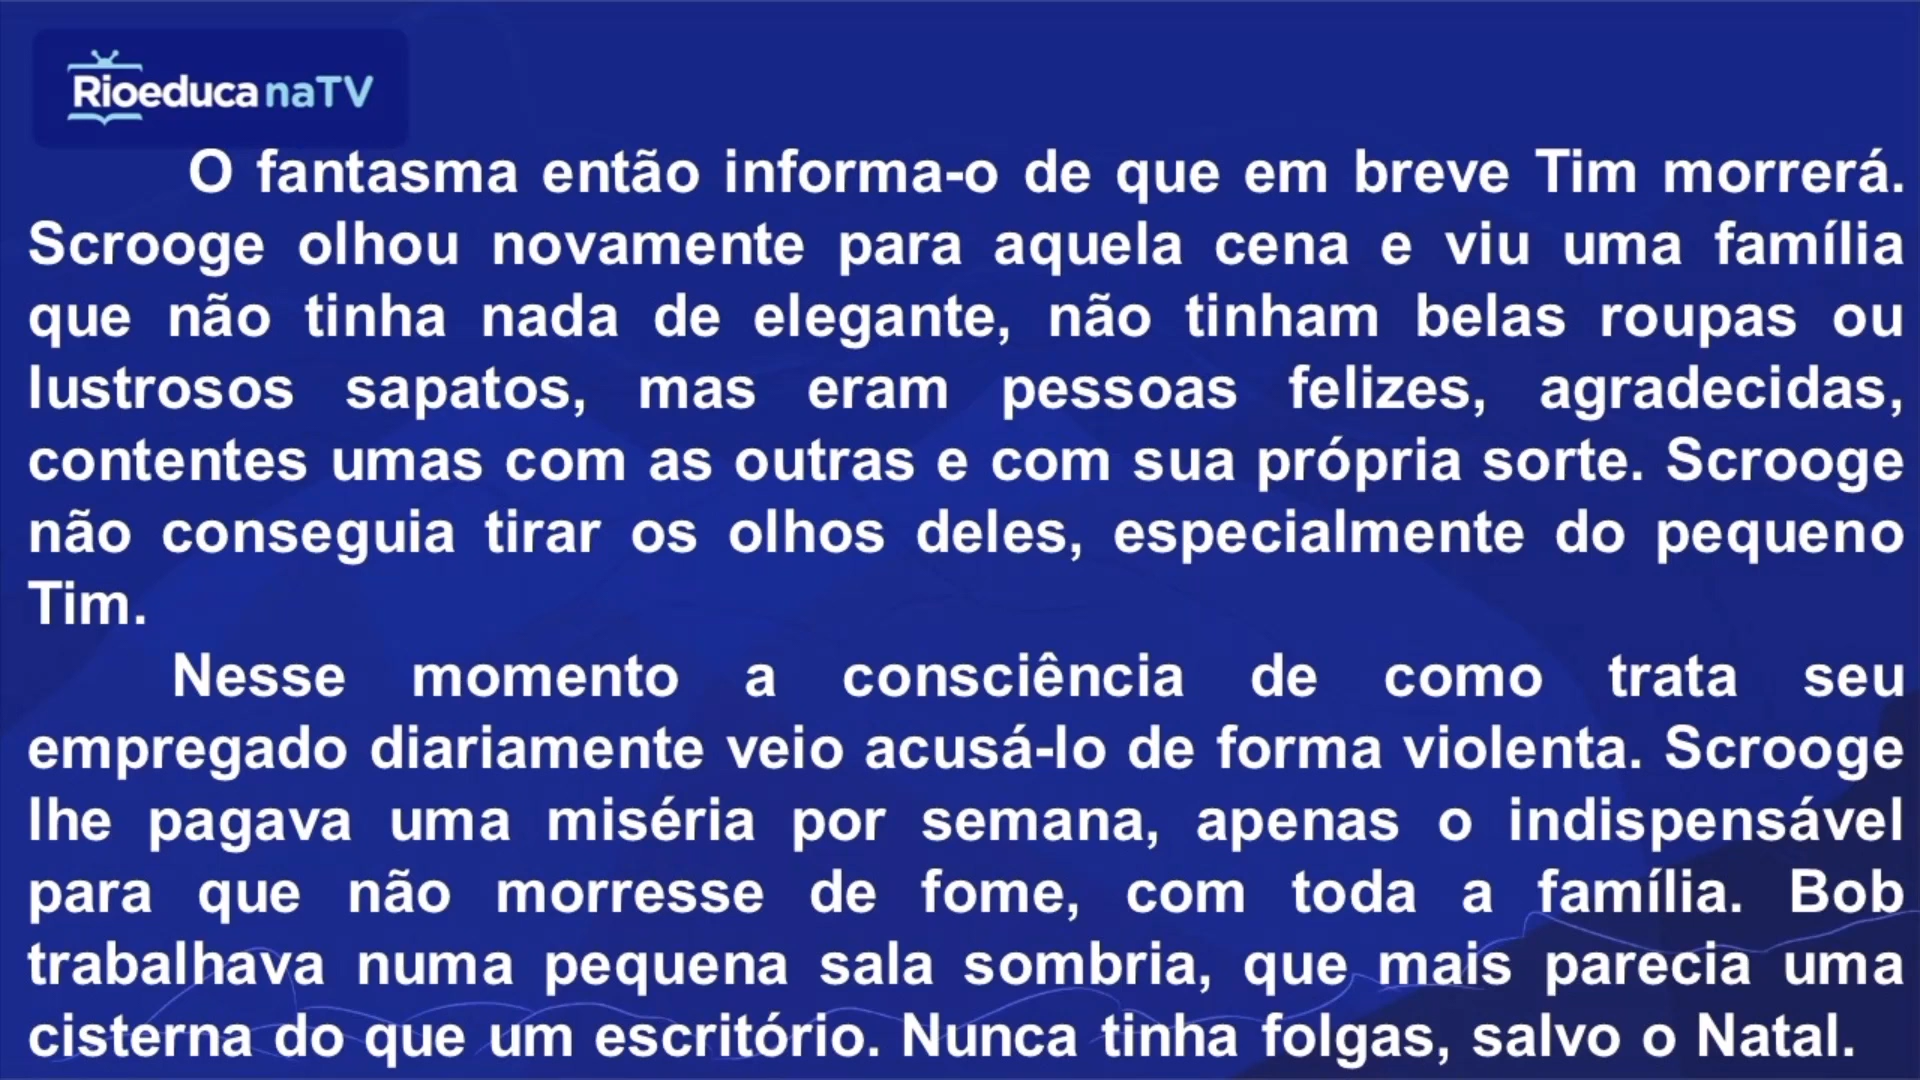 Rioeduca naTV
O fantasma então informa-o de que em breve Tim morrerá.
Scrooge olhou novamente para aquela cena e viu uma família
que não tinha nada de elegante, não tinham belas roupas ou
lustrosos sapatos, mas eram pessoas felizes, agradecidas,
contentes umas com as outras e com sua própria sorte. Scrooge
não conseguia tirar os olhos deles, especialmente do pequeno
Tim.
Nesse momento a consciência de como trata seu
empregado diariamente veio acusá-lo de forma violenta. Scrooge
lhe pagava uma miséria por semana, apenas o indispensável
para que não morresse de fome, com toda a família. Bob
trabalhava numa pequena sala sombria, que mais parecia uma
cisterna do que um escritório. Nunca tinha folgas, salvo o Natal.